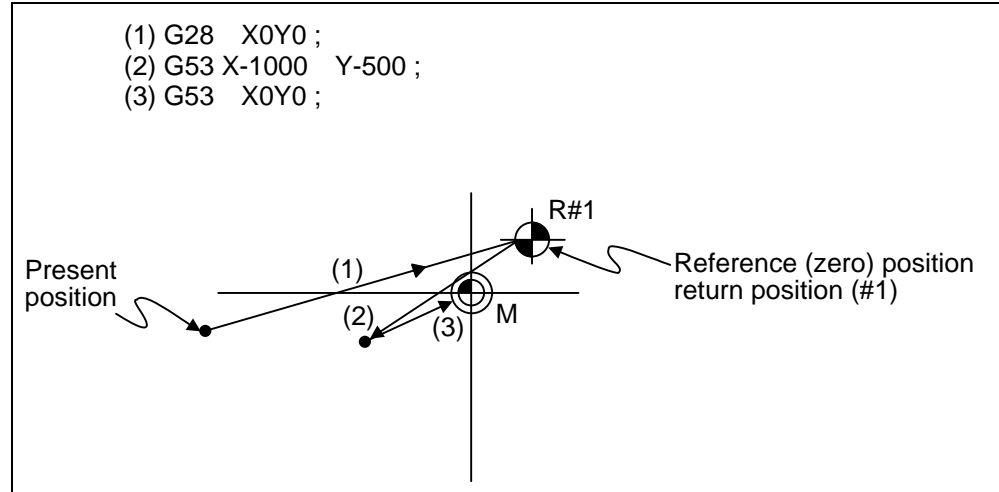 (1) G28 X0Y0 ;
(2) G53 X-1000 Y-500 ;
(3) G53 X0Y0 ;
R#1
Present
position
(1)
Reference (zero) position
return position (#1)
(2)
(3)
M